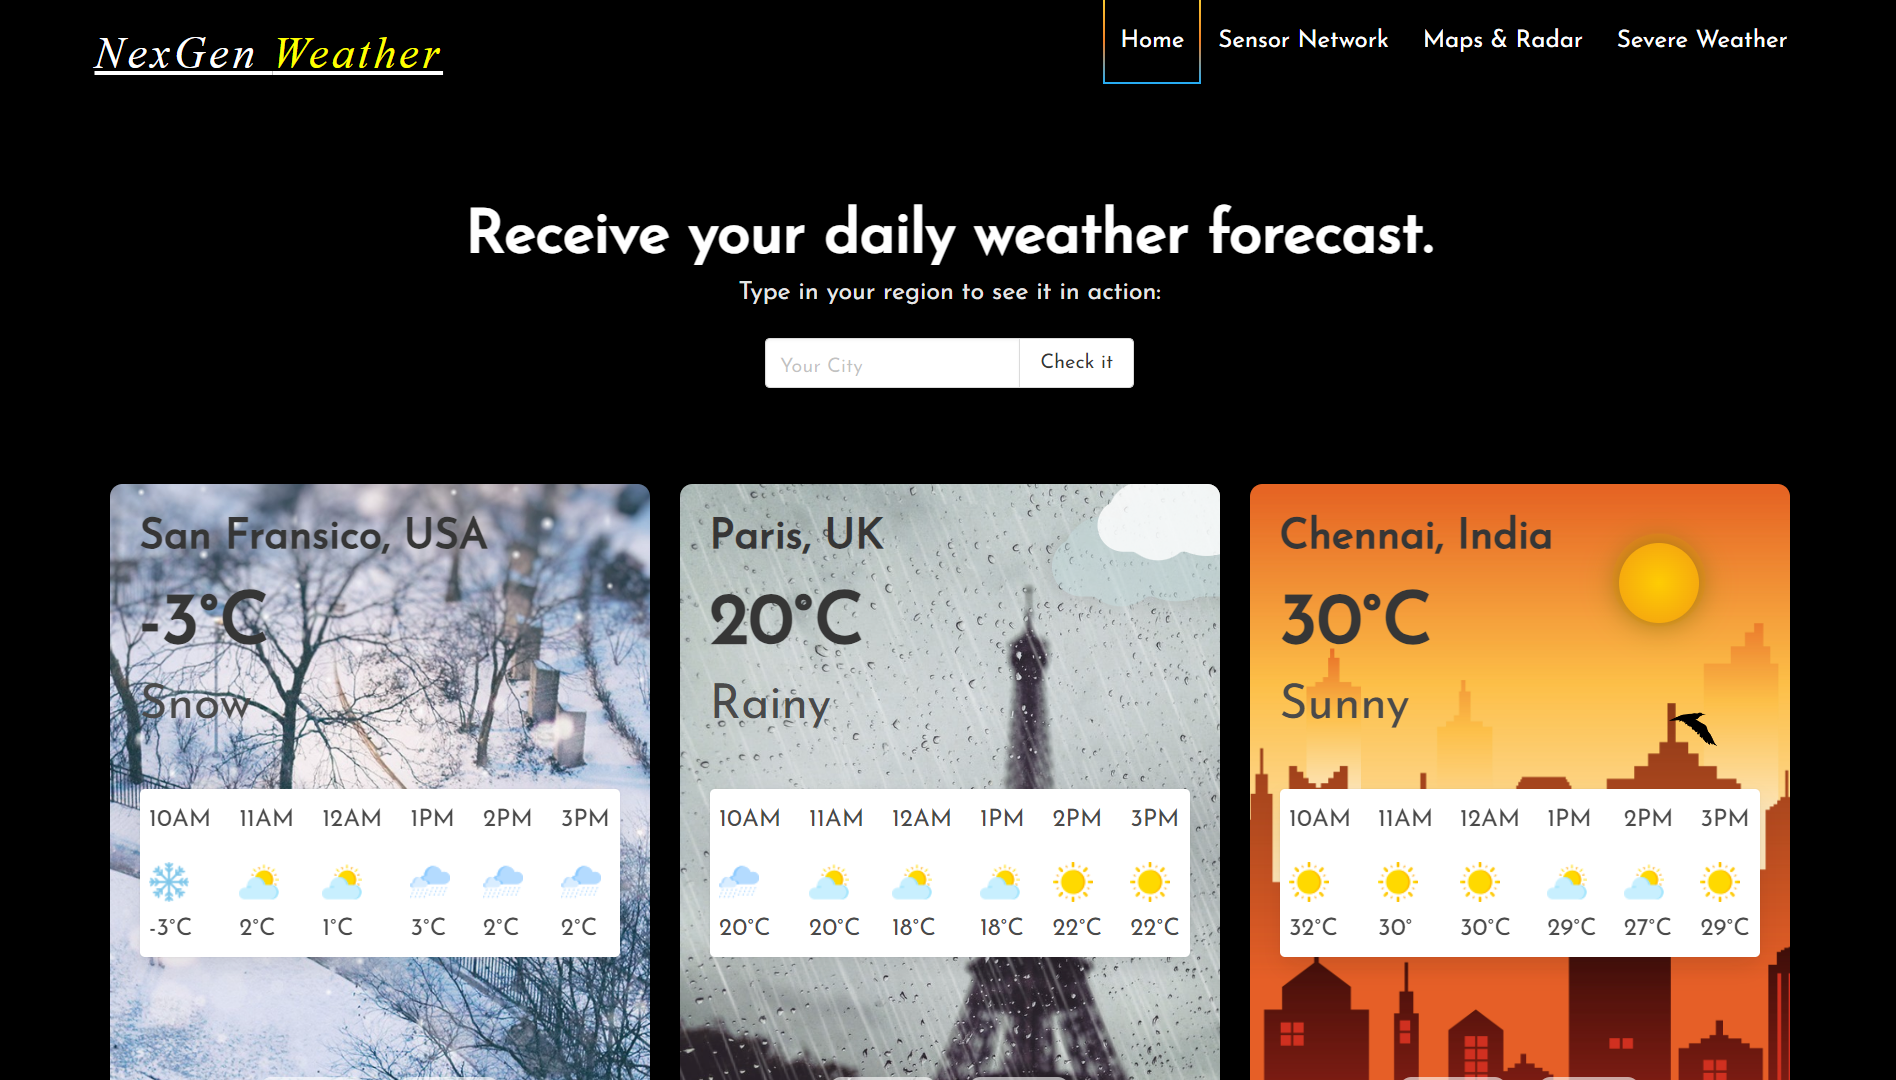 NexGen Weather
Home Sensor Network Maps & Radar Severe Weather
Receive your daily weather forecast.
Type in your region to see it in action:
Your City Check it
San Fransico, USA
-3°C
Snow
10AM 11AM 12AM 1PM 2PM 3PM
-3°C 2°C 1°C 3°C 2°C 2°C
Paris, UK
20°C
Rainy
10AM 11AM 12AM 1PM 2PM 3PM
20°C 20°C 18°C 18°C 22°C 22°C
Chennai, India
30°C
Sunny
10AM 11AM 12AM 1PM 2PM 3PM
32°C 30° 30°C 29°C 27°C 29°C